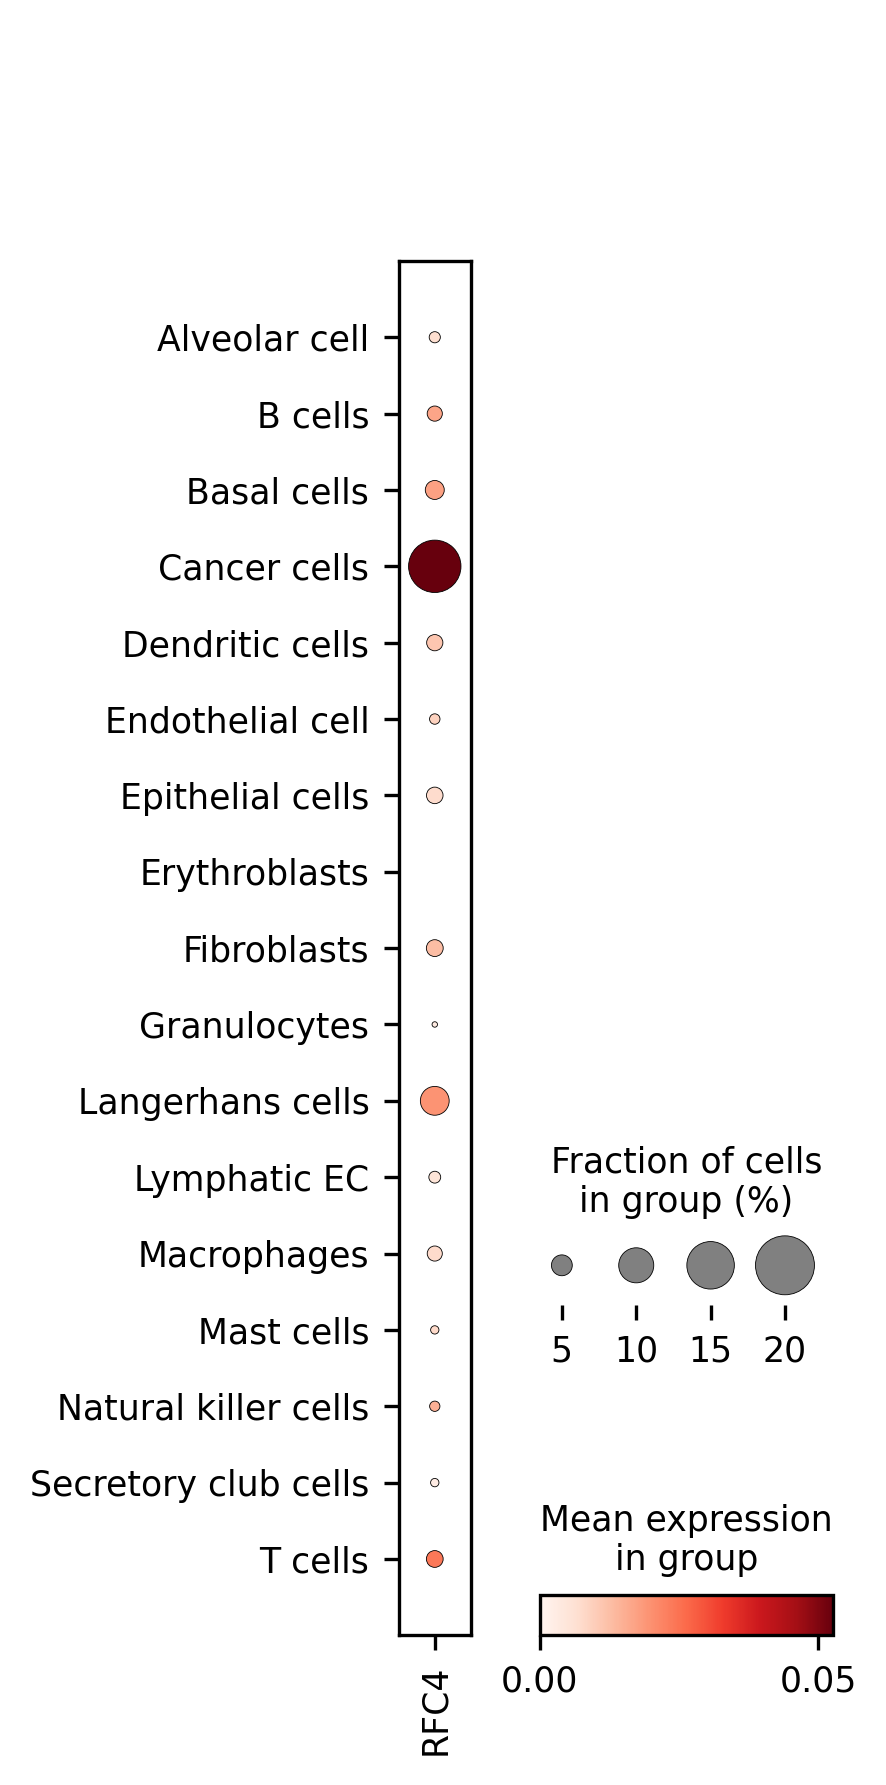 Alveolar cell
B cells
Basal cells
Cancer cells
Dendritic cells
Endothelial cell
Epithelial cells
Erythroblasts
Fibroblasts
Granulocytes
Langerhans cells
Lymphatic EC
Macrophages
Mast cells
Natural killer cells
Secretory club cells
T cells
RFC4
Fraction of cells
in group (%)
5 10 15 20
Mean expression
in group
0.00 0.05